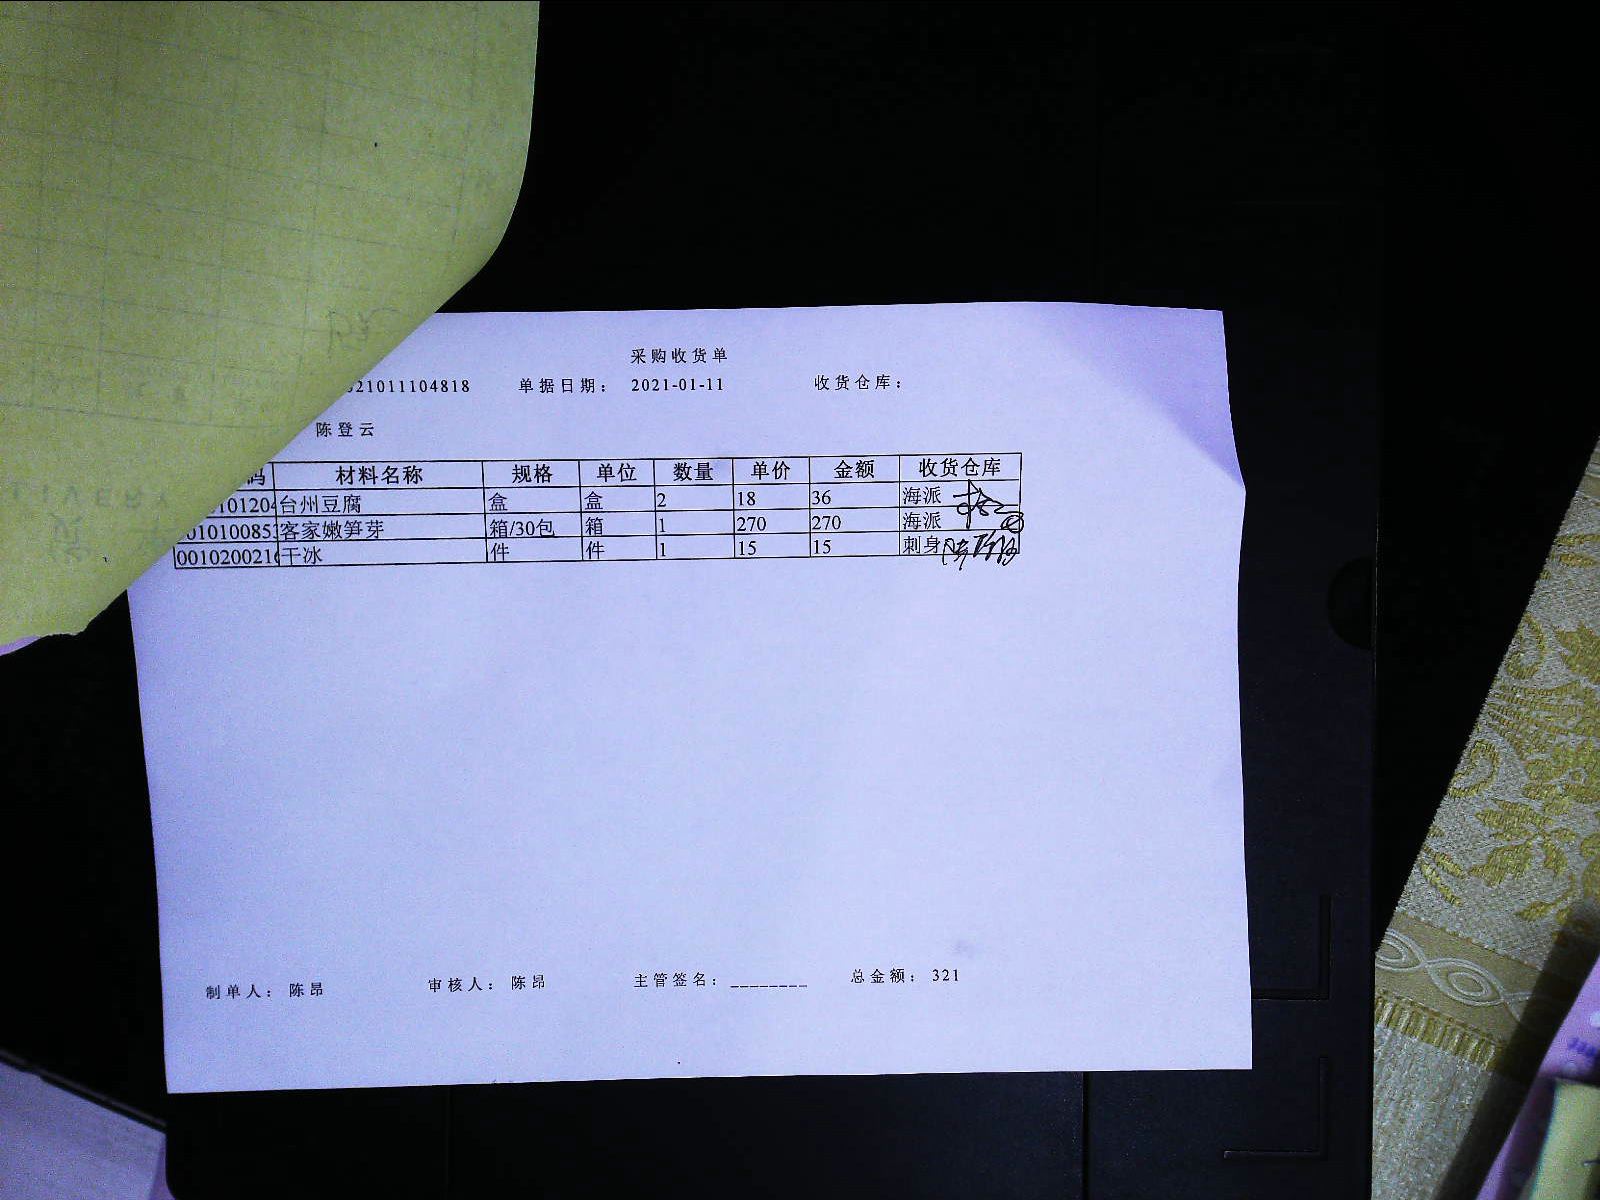 采购收货单
21011104818 单据日期： 2021-01-11 收货仓库：
陈登云
码 材料名称 规格 单位 数量 单价 金额 收货仓库
101204 台州豆腐 盒 盒 2 18 36 海派
01010085 客家嫩笋芽 箱/30包 箱 1 270 270 海派
001020021 干冰 件 件 1 15 15 刺身
制单人： 陈昂 审核人： 陈昂 主管签名： ________ 总金额： 321